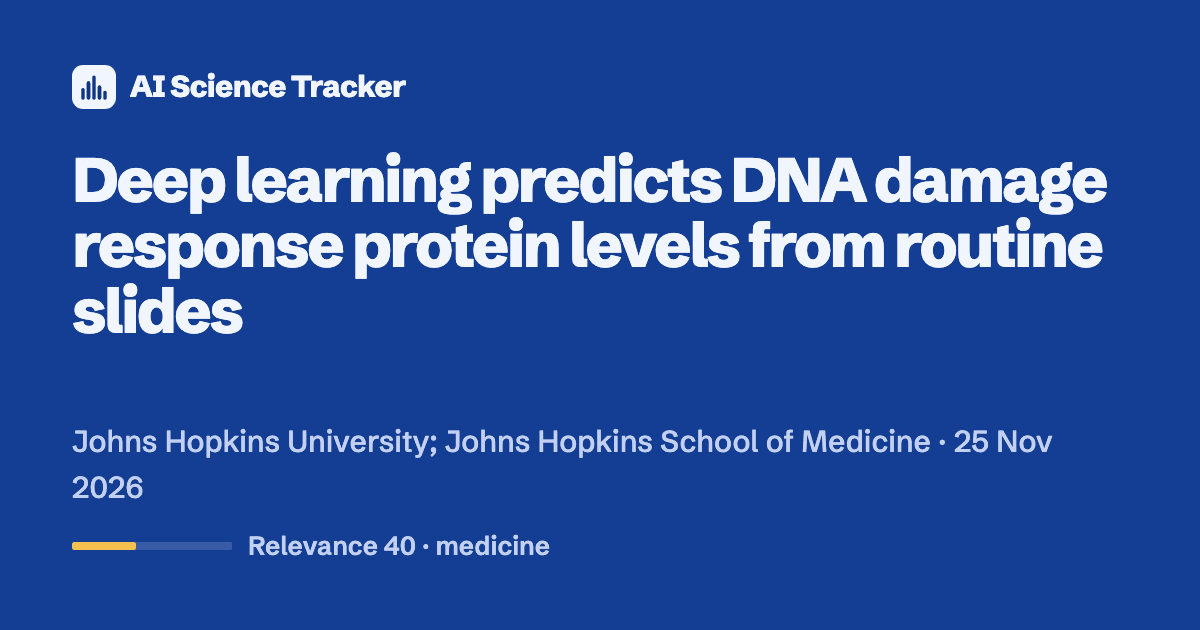 AI Science Tracker
Deep learning predicts DNA damage
response protein levels from routine
slides
Johns Hopkins University; Johns Hopkins School of Medicine · 25 Nov
2026
Relevance 40 · medicine